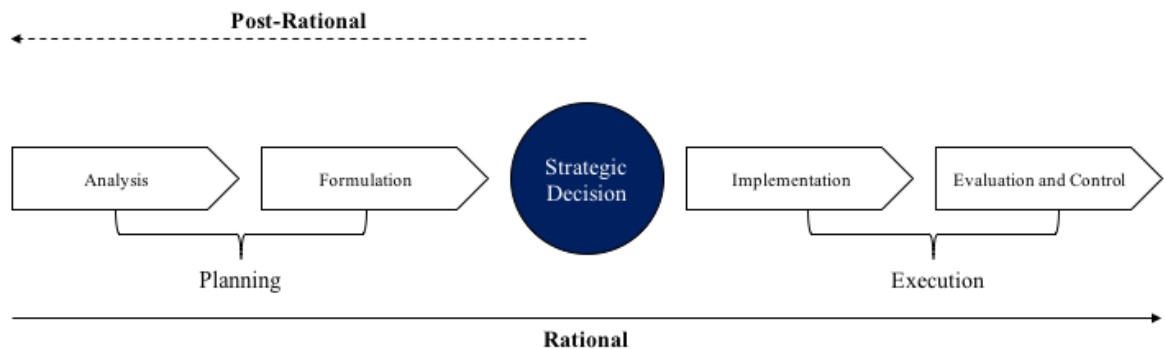 Post-Rational
Analysis
Formulation
Strategic
Decision
Implementation
Evaluation and Control
Planning
Execution
Rational